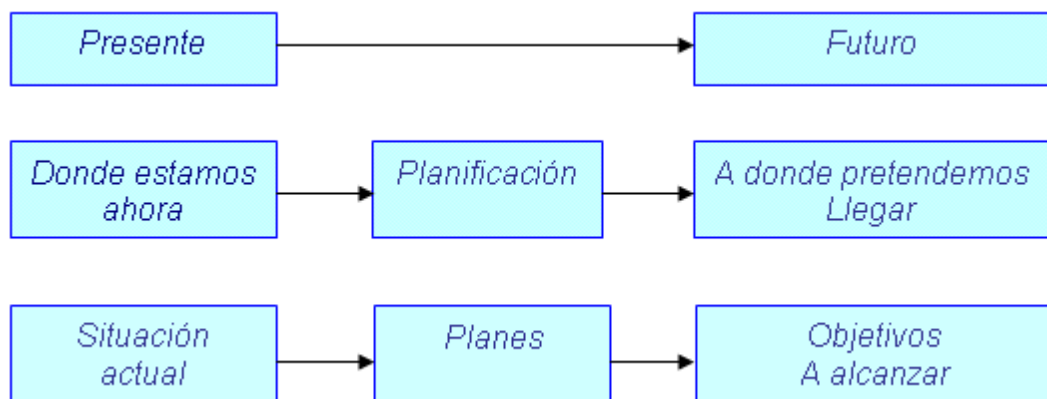 Presente
Futuro
Donde estamos
ahora
Planificación
A donde pretendemos
Llegar
Situación
actual
Planes
Objetivos
A alcanzar